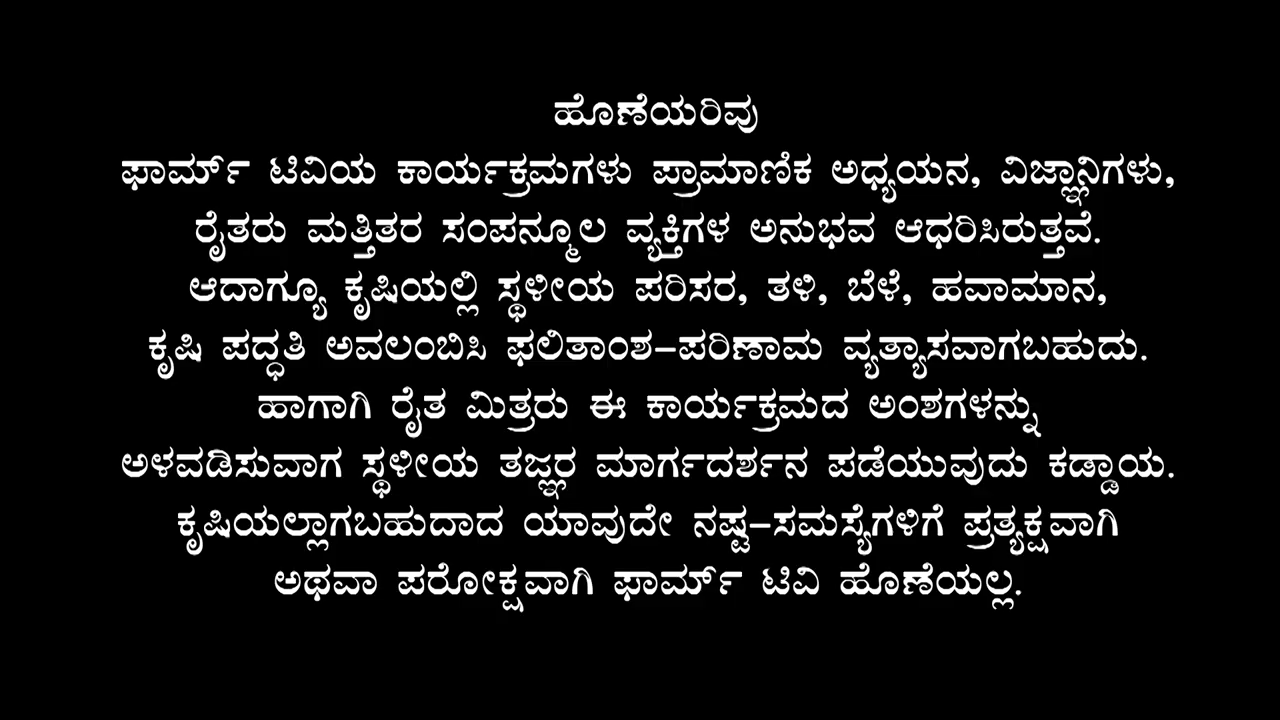 ಹೊಣೆಯರಿವು
ಫಾರ್ಮ್ ಟಿವಿಯ ಕಾರ್ಯಕ್ರಮಗಳು ಪ್ರಾಮಾಣಿಕ ಅಧ್ಯಯನ, ವಿಜ್ಞಾನಿಗಳು,
ರೈತರು ಮತ್ತಿತರ ಸಂಪನ್ಮೂಲ ವ್ಯಕ್ತಿಗಳ ಅನುಭವ ಆಧರಿಸಿರುತ್ತವೆ.
ಆದಾಗ್ಯೂ ಕೃಷಿಯಲ್ಲಿ ಸ್ಥಳೀಯ ಪರಿಸರ, ತಳಿ, ಬೆಳೆ, ಹವಾಮಾನ,
ಕೃಷಿ ಪದ್ಧತಿ ಅವಲಂಬಿಸಿ ಫಲಿತಾಂಶ-ಪರಿಣಾಮ ವ್ಯತ್ಯಾಸವಾಗಬಹುದು.
ಹಾಗಾಗಿ ರೈತ ಮಿತ್ರರು ಈ ಕಾರ್ಯಕ್ರಮದ ಅಂಶಗಳನ್ನು
ಅಳವಡಿಸುವಾಗ ಸ್ಥಳೀಯ ತಜ್ಞರ ಮಾರ್ಗದರ್ಶನ ಪಡೆಯುವುದು ಕಡ್ಡಾಯ.
ಕೃಷಿಯಲ್ಲಾಗಬಹುದಾದ ಯಾವುದೇ ನಷ್ಟ-ಸಮಸ್ಯೆಗಳಿಗೆ ಪ್ರತ್ಯಕ್ಷವಾಗಿ
ಅಥವಾ ಪರೋಕ್ಷವಾಗಿ ಫಾರ್ಮ್ ಟಿವಿ ಹೊಣೆಯಲ್ಲ.